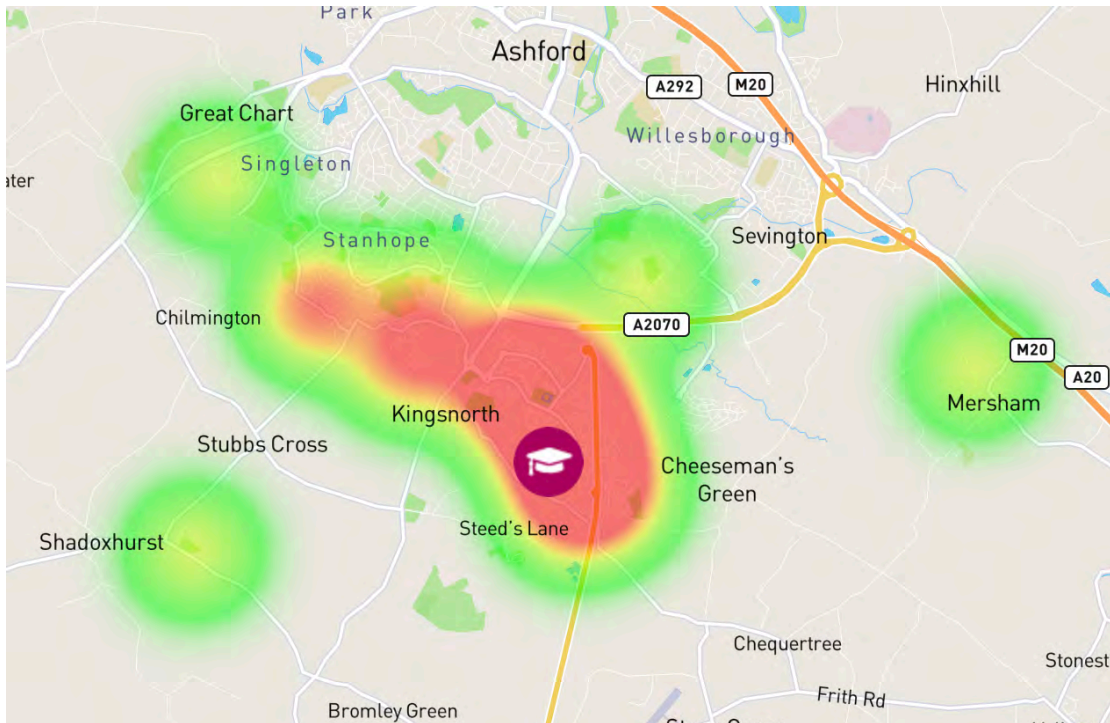 Park
Ashford
A292
M20
Hinxhill
Great Chart
Willesborough
Singleton
ater
Stanhope
Sevington
Chilmington
A2070
M20
A20
Mersham
Kingsnorth
Stubbs Cross
Cheeseman's
Green
Steed's Lane
Shadoxhurst
Chequertree
Stonest
Frith Rd
Bromley Green